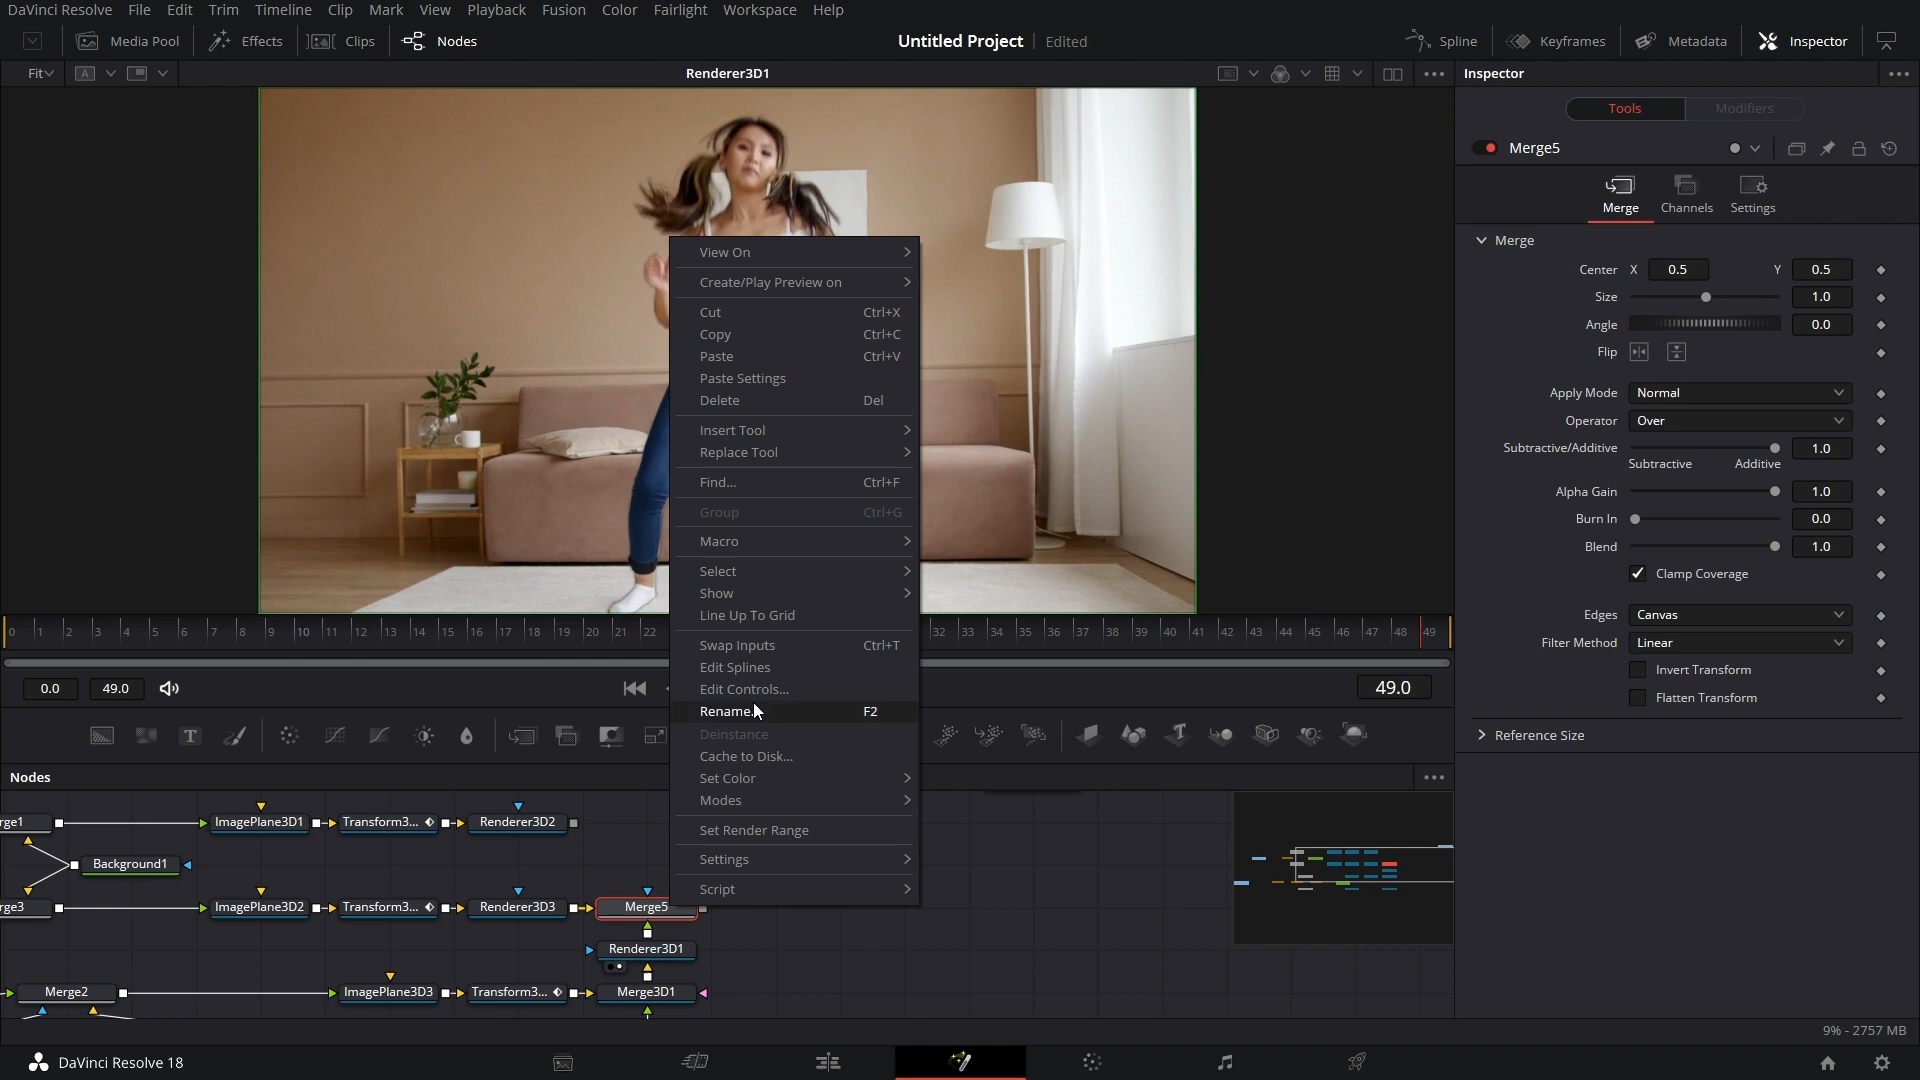 DaVinci Resolve File Edit Trim Timeline Clip Mark View Playback Fusion Color Fairlight Workspace Help
Media Pool Effects Clips Nodes Untitled Project Edited Spline Keyframes Metadata Inspector
Fit A Renderer3D1 Inspector
Tools Modifiers
Merge5
Merge Channels Settings
Merge
Center X 0.5 Y 0.5
Size 1.0
Angle 0.0
Flip
Apply Mode Normal
Operator Over
Subtractive/Additive 1.0
Subtractive Additive
Alpha Gain 1.0
Burn In 0.0
Blend 1.0
Clamp Coverage
Edges Canvas
Filter Method Linear
Invert Transform
Flatten Transform
Reference Size
View On
Create/Play Preview on
Cut Ctrl+X
Copy Ctrl+C
Paste Ctrl+V
Paste Settings
Delete Del
Insert Tool
Replace Tool
Find... Ctrl+F
Group Ctrl+G
Macro
Select
Show
Line Up To Grid
Swap Inputs Ctrl+T
Edit Splines
Edit Controls...
Rename... F2
Deinstance
Cache to Disk...
Set Color
Modes
Set Render Range
Settings
Script
0 1 2 3 4 5 6 7 8 9 10 11 12 13 14 15 16 17 18 19 20 21 22 32 33 34 35 36 37 38 39 40 41 42 43 44 45 46 47 48 49
0.0 49.0 49.0
T T
Nodes
rge1 ImagePlane3D1 Transform3... Renderer3D2
Background1
rge3 ImagePlane3D2 Transform3... Renderer3D3 Merge5
Renderer3D1
Merge2 ImagePlane3D3 Transform3... Merge3D1
9% - 2757 MB
DaVinci Resolve 18